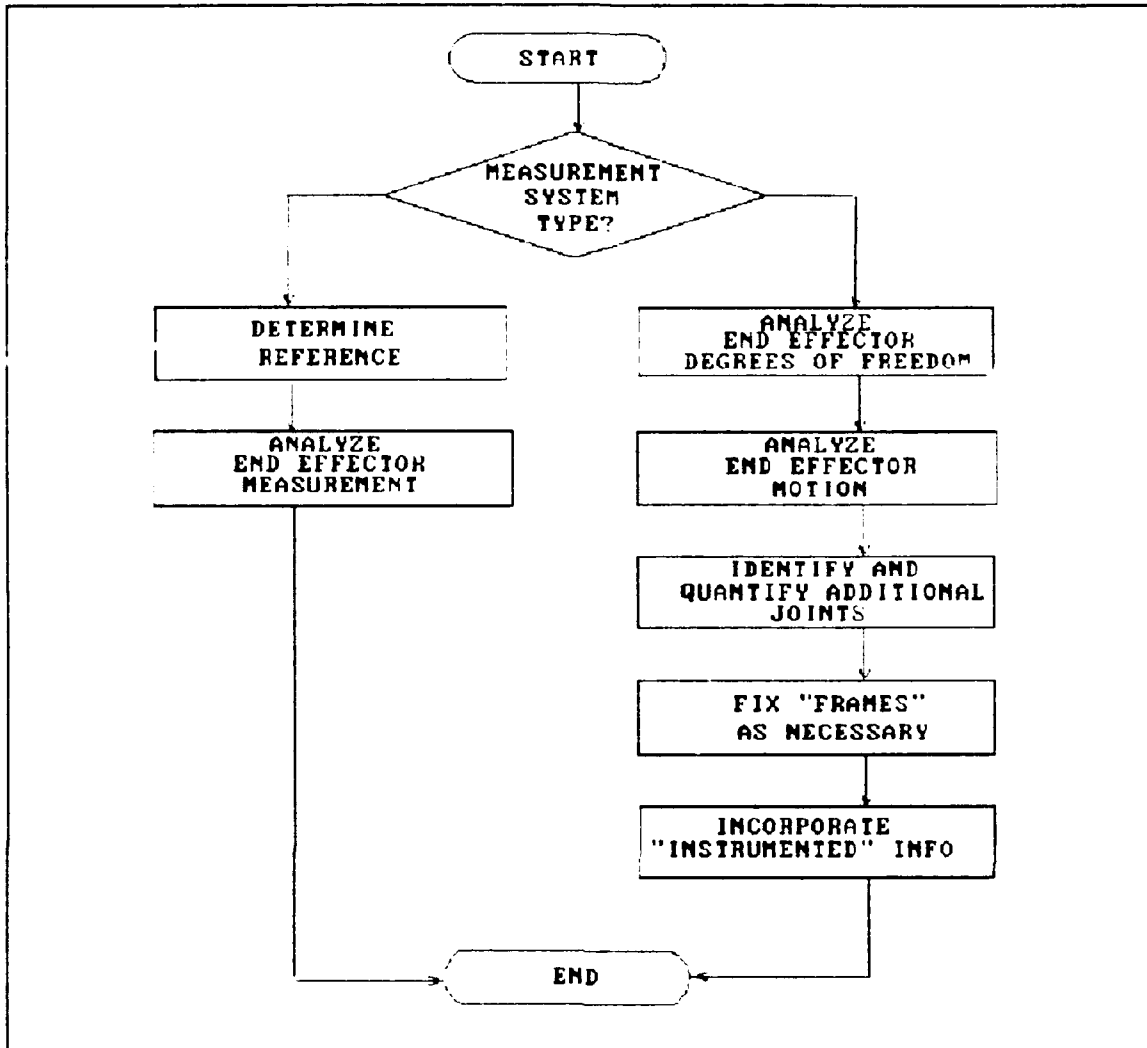 START
MEASUREMENT
SYSTEM
TYPE?
DETERMINE
REFERENCE
ANALYZE
END EFFECTOR
MEASUREMENT
ANALYZE
END EFFECTOR
DEGREES OF FREEDOM
ANALYZE
END EFFECTOR
MOTION
IDENTIFY AND
QUANTIFY ADDITIONAL
JOINTS
FIX "FRAMES"
AS NECESSARY
INCORPORATE
"INSTRUMENTED" INFO
END